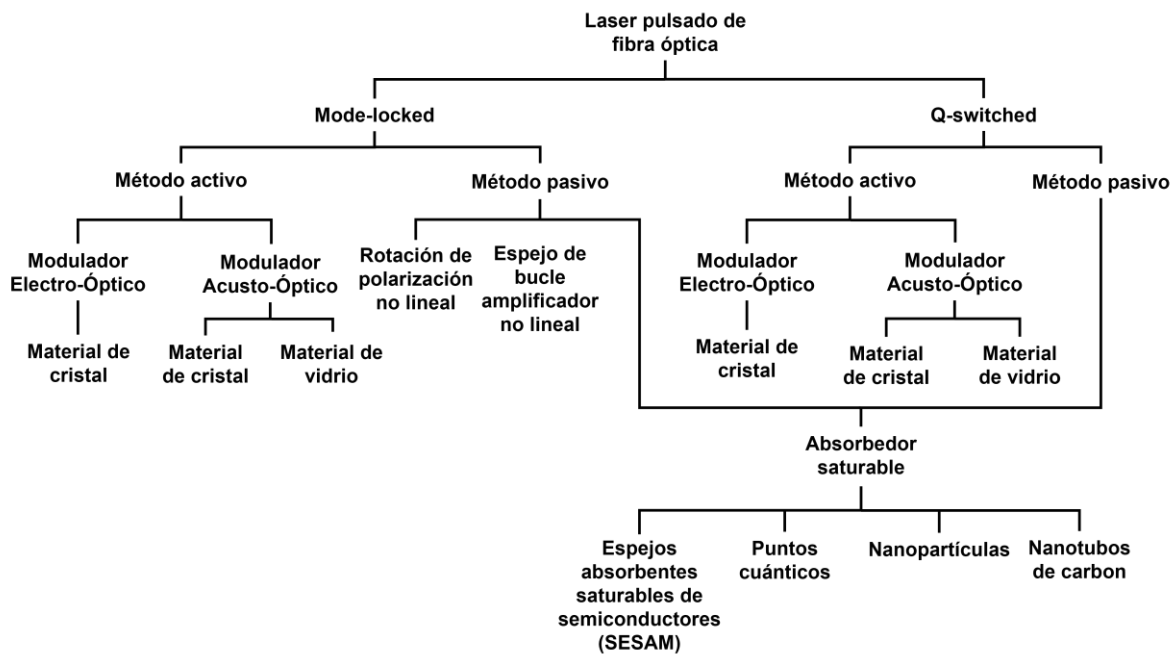 Laser pulsado de
fibra óptica
Mode-locked
Q-switched
Método activo
Método pasivo
Método activo
Método pasivo
Modulador
Electro-Óptico
Modulador
Acusto-Óptico
Rotación de
polarización
no lineal
Espejo de
bucle
amplificador
no lineal
Modulador
Electro-Óptico
Modulador
Acusto-Óptico
Material de
cristal
Material
de cristal
Material de
vidrio
Material de
cristal
Material
de cristal
Material
de vidrio
Absorbedor
saturable
Espejos
absorbentes
saturables de
semiconductores
(SESAM)
Puntos
cuánticos
Nanopartículas
Nanotubos
de carbon